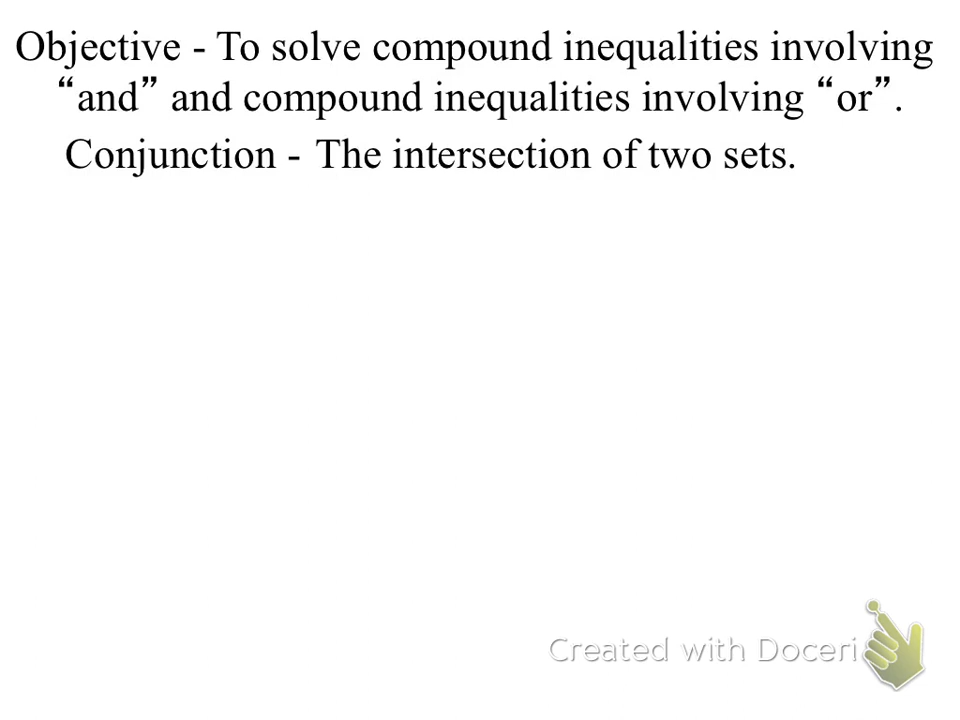 Objective - To solve compound inequalities involving
“and” and compound inequalities involving “or”.
Conjunction - The intersection of two sets.
Created with Doceri